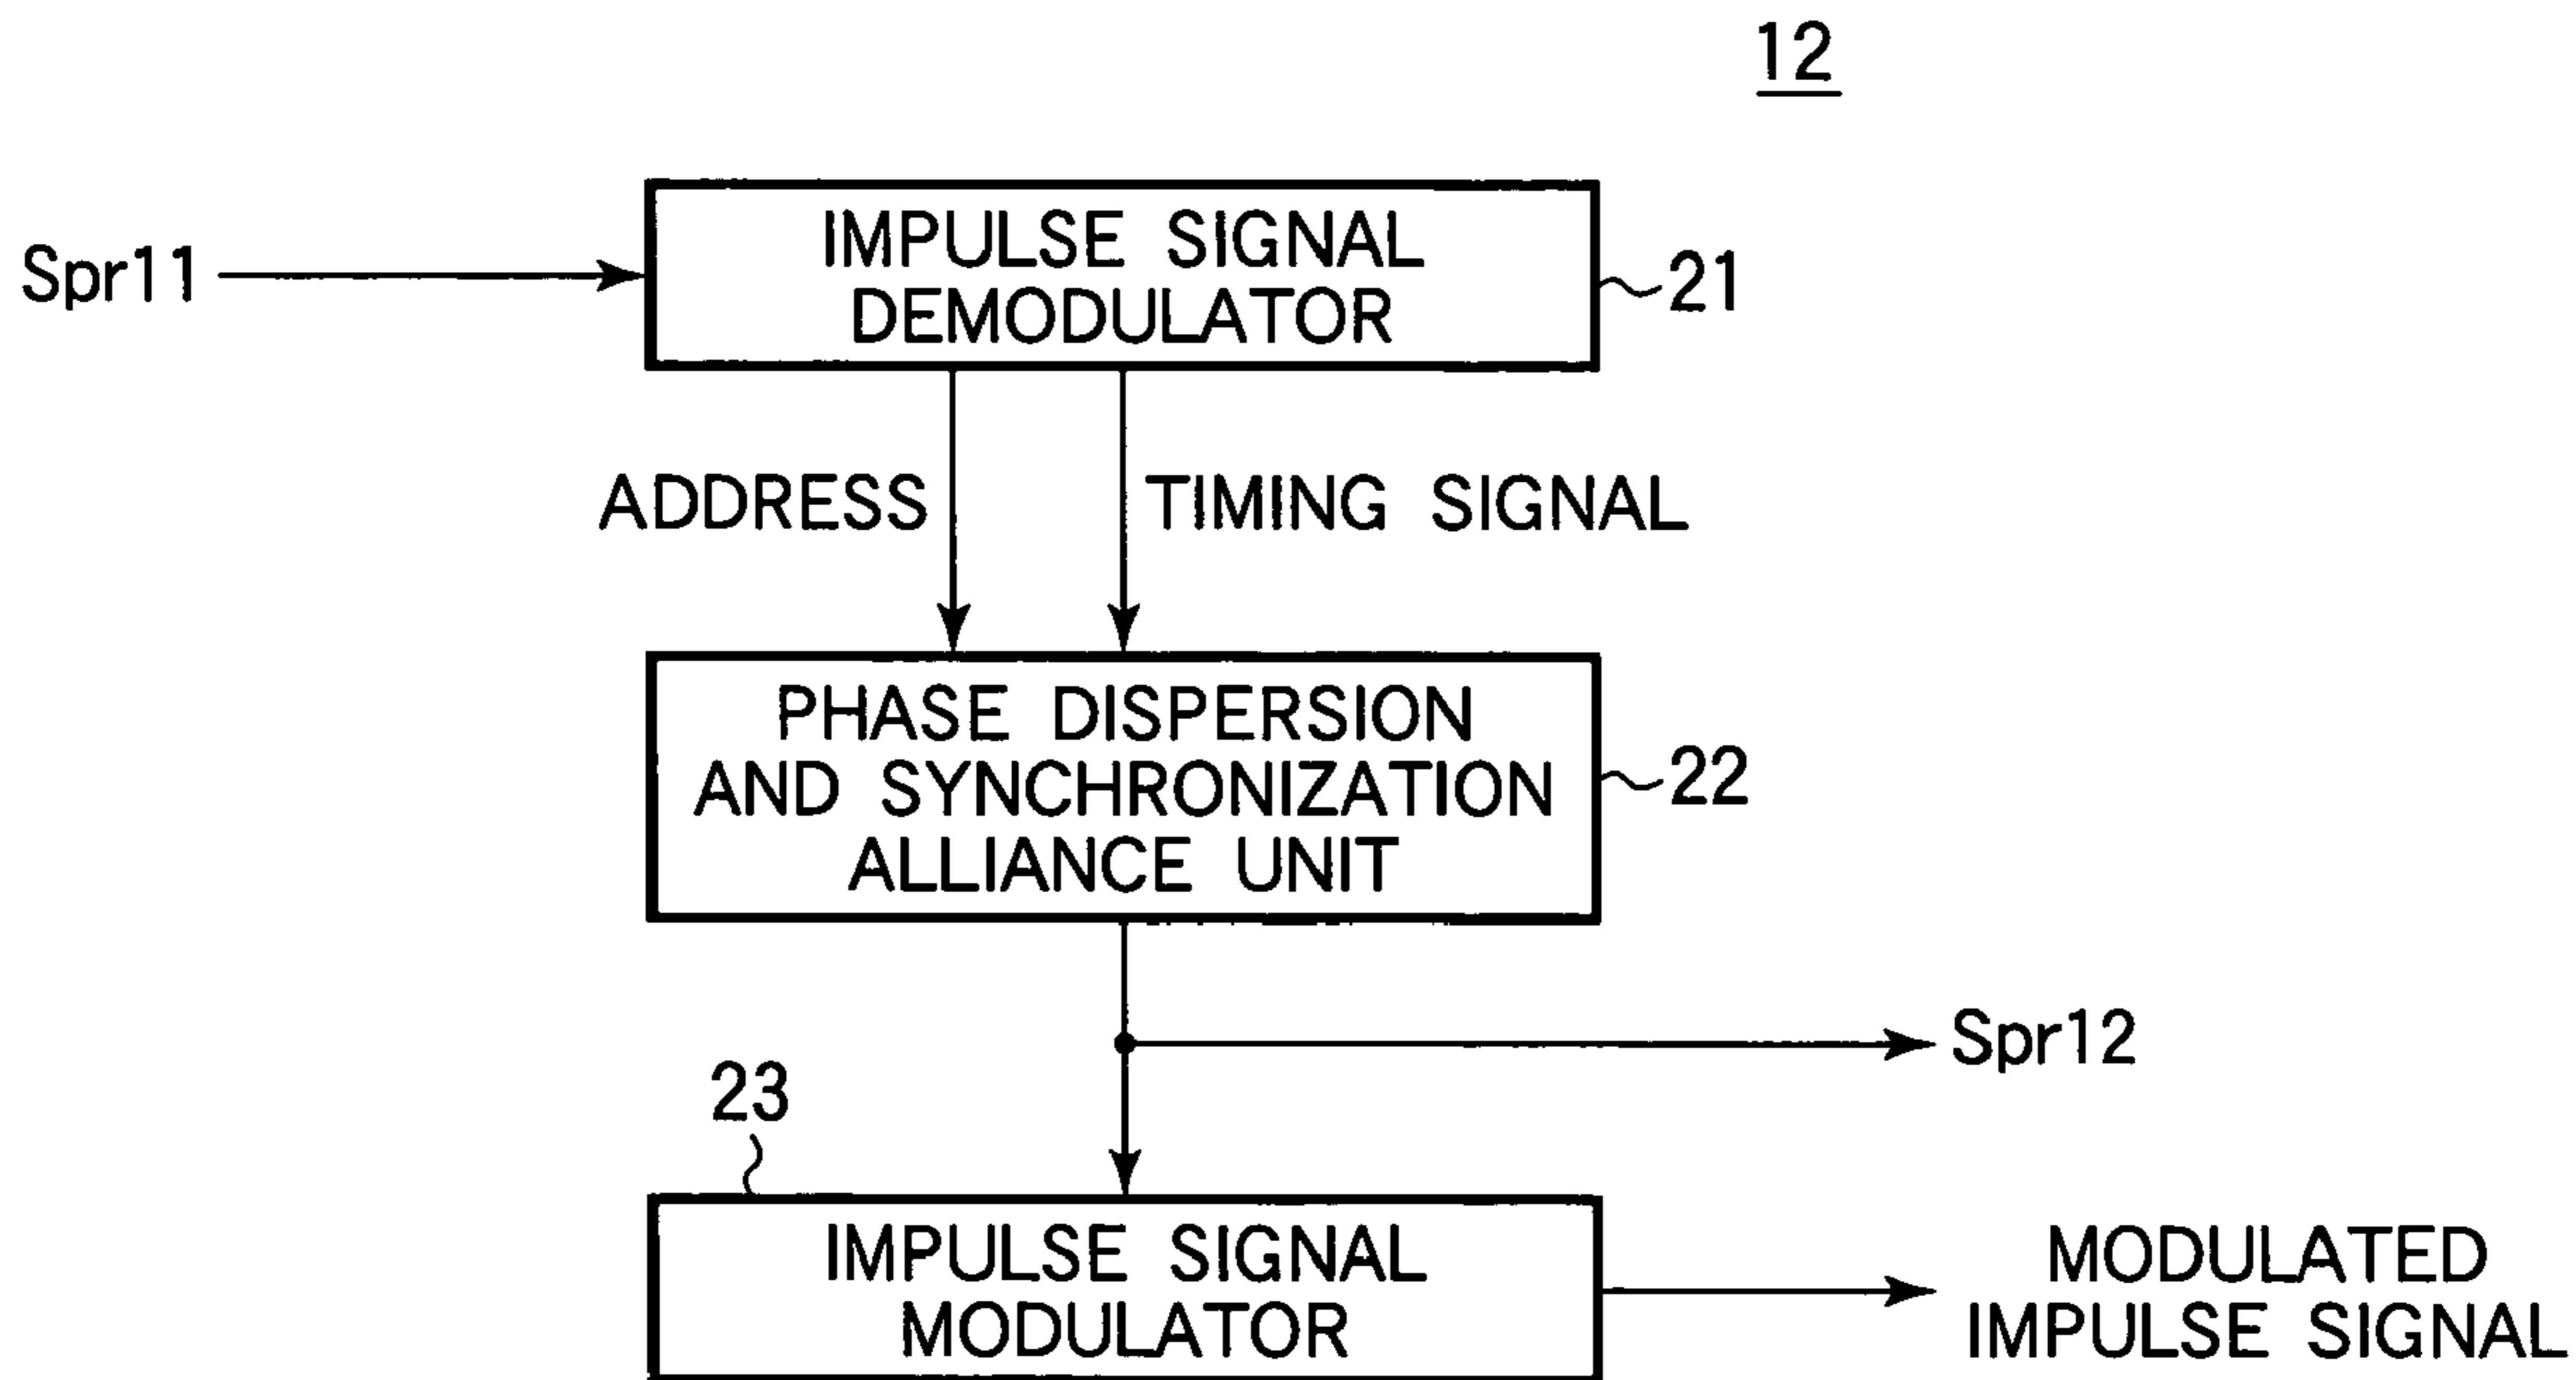 12
IMPULSE SIGNAL
DEMODULATOR
Spr11
21
ADDRESS
TIMING SIGNAL
PHASE DISPERSION
AND SYNCHRONIZATION
ALLIANCE UNIT
22
Spr12
23
IMPULSE SIGNAL
MODULATOR
MODULATED
IMPULSE SIGNAL